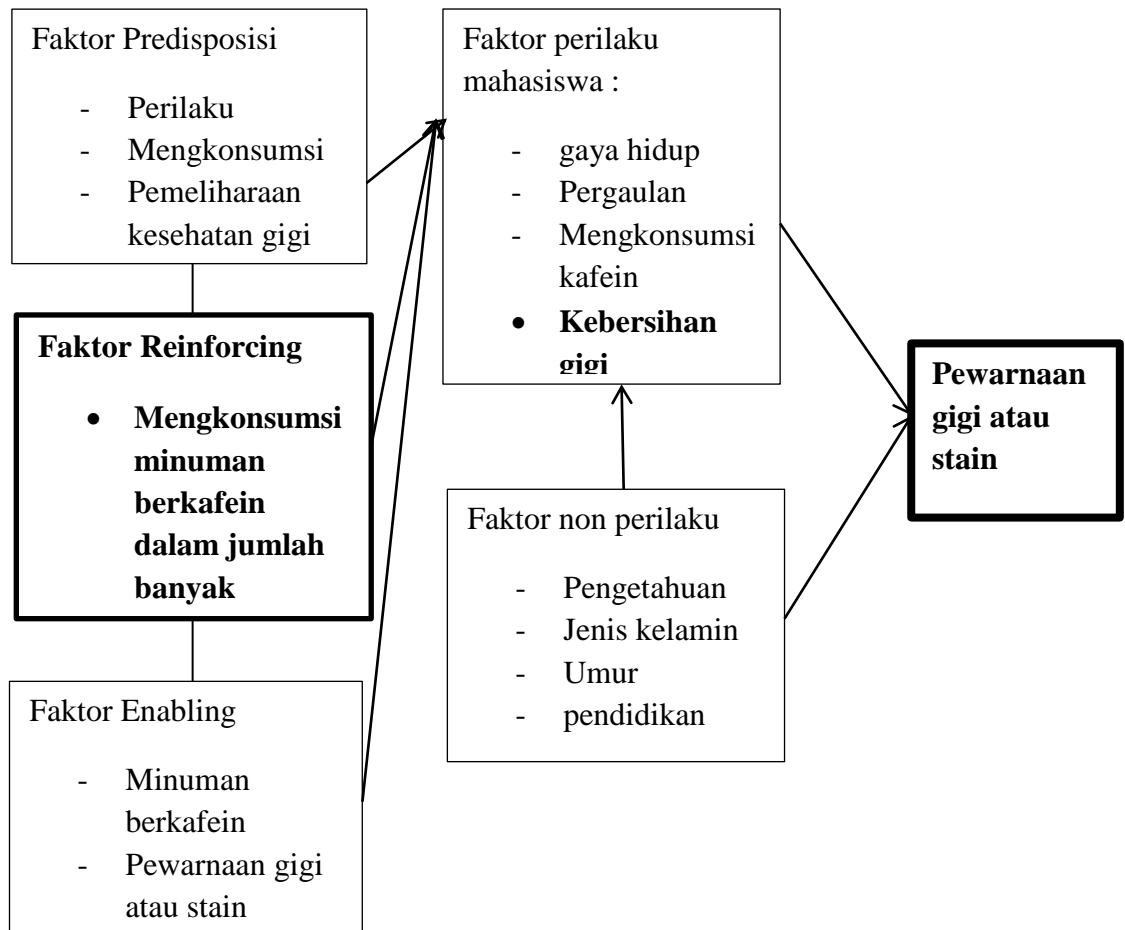 Faktor Predisposisi
- Perilaku
- Mengkonsumsi
- Pemeliharaan
kesehatan gigi
Faktor Reinforcing
• Mengkonsumsi
minuman
berkafein
dalam jumlah
banyak
Faktor Enabling
- Minuman
berkafein
- Pewarnaan gigi
atau stain
Faktor perilaku
mahasiswa :
- gaya hidup
- Pergaulan
- Mengkonsumsi
kafein
• Kebersihan
gigi
Faktor non perilaku
- Pengetahuan
- Jenis kelamin
- Umur
- pendidikan
Pewarnaan
gigi atau
stain